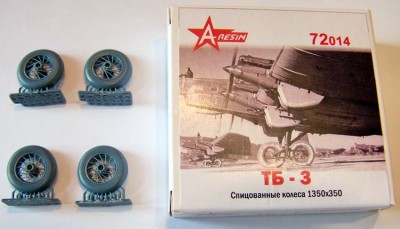 A RESIN
72014
ТБ - 3
Спицованные колеса 1350х350